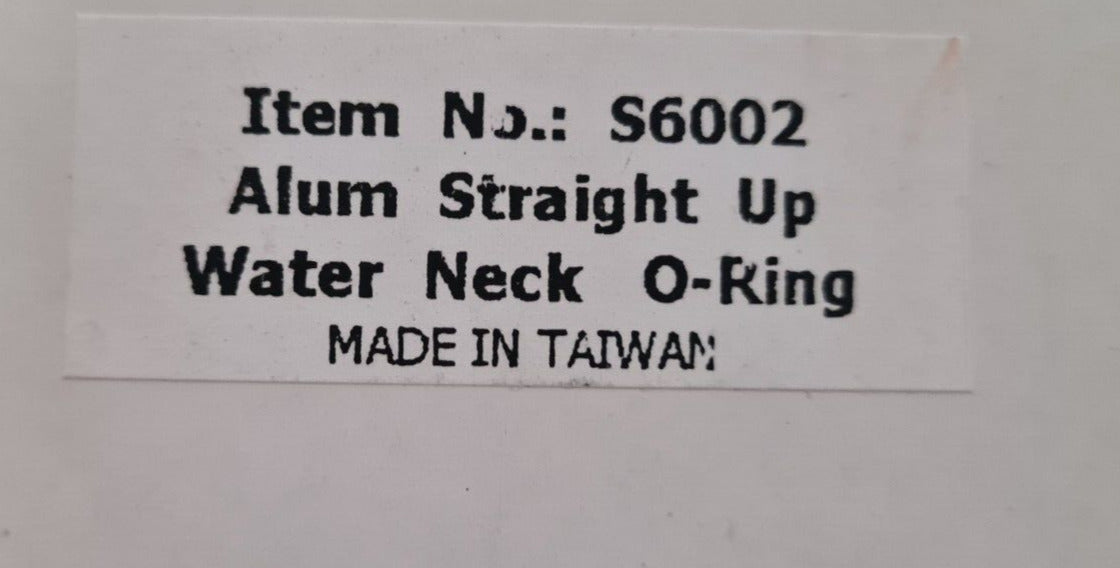 Item No.: S6002
Alum Straight Up
Water Neck O-Ring
MADE IN TAIWAN